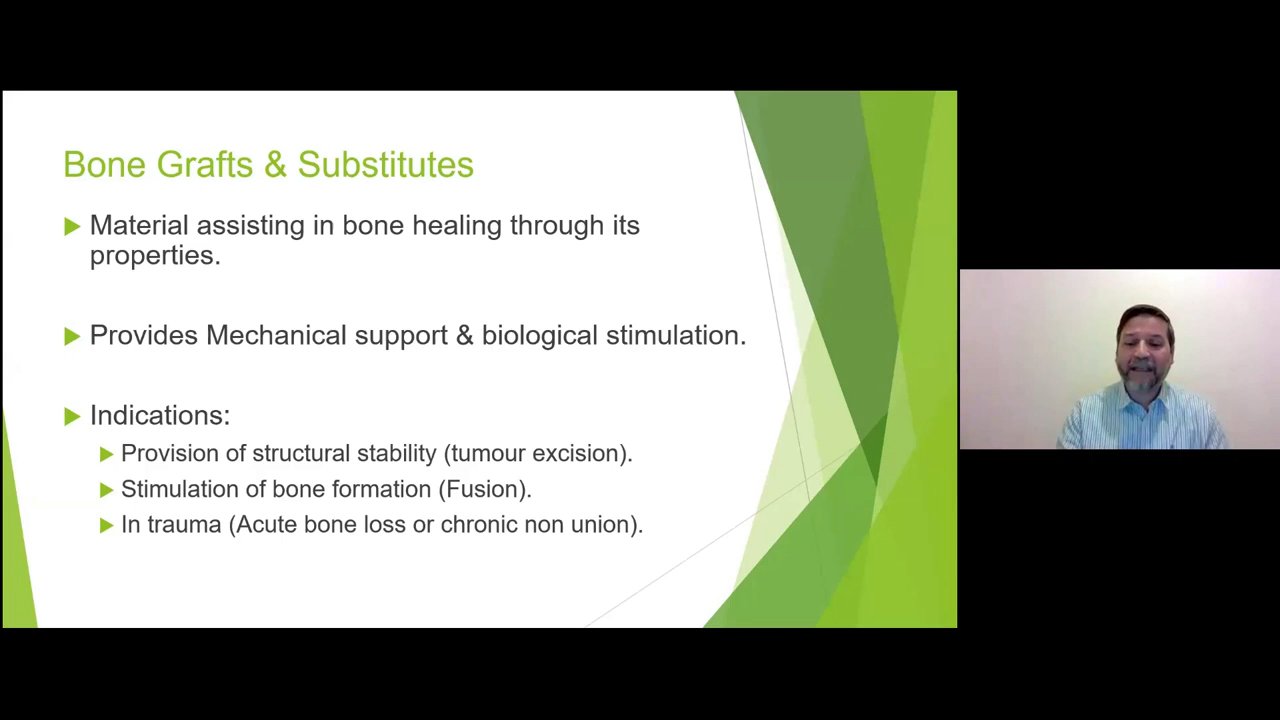 Bone Grafts & Substitutes
Material assisting in bone healing through its
properties.
Provides Mechanical support & biological stimulation.
Indications:
Provision of structural stability (tumour excision).
Stimulation of bone formation (Fusion).
In trauma (Acute bone loss or chronic non union).